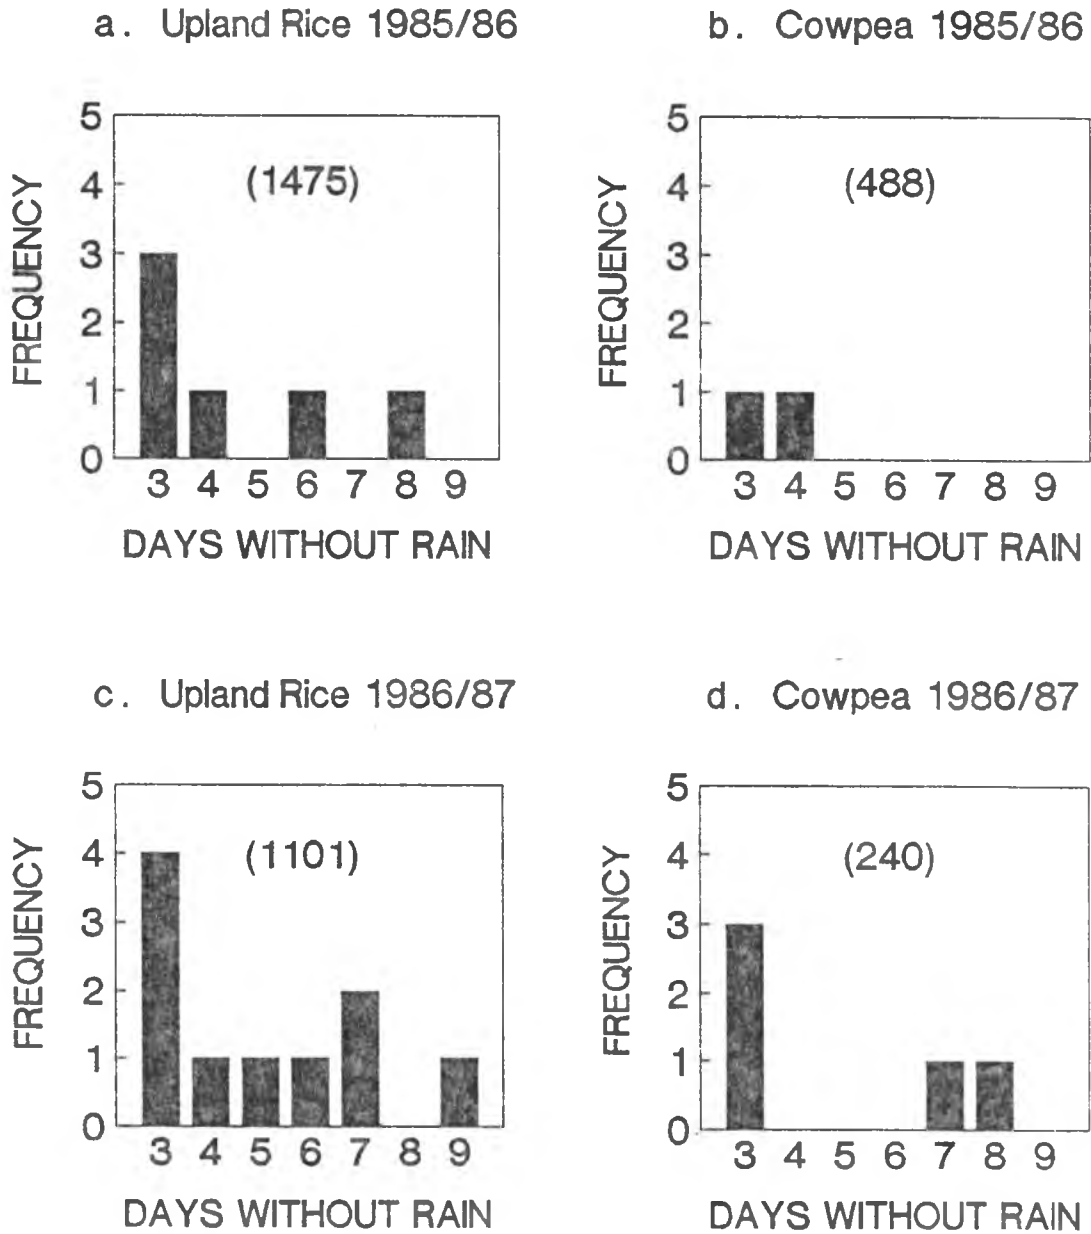 a. Upland Rice 1985/86
FREQUENCY
5
4
3
2
1
0
(1475)
3 4 5 6 7 8 9
DAYS WITHOUT RAIN
b. Cowpea 1985/86
FREQUENCY
5
4
3
2
1
0
(488)
3 4 5 6 7 8 9
DAYS WITHOUT RAIN
c. Upland Rice 1986/87
FREQUENCY
5
4
3
2
1
0
(1101)
3 4 5 6 7 8 9
DAYS WITHOUT RAIN
d. Cowpea 1986/87
FREQUENCY
5
4
3
2
1
0
(240)
3 4 5 6 7 8 9
DAYS WITHOUT RAIN